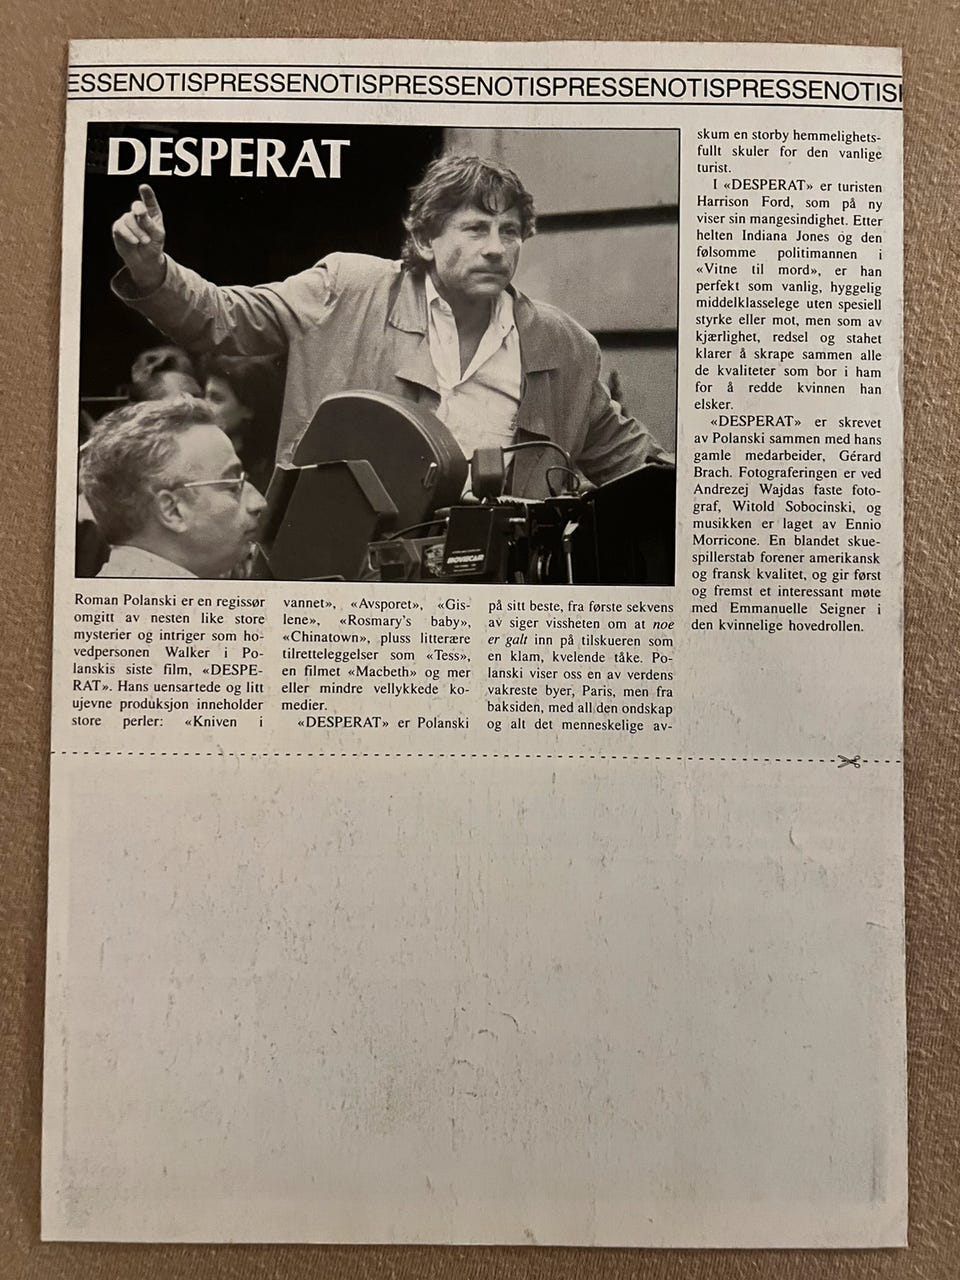 ESSENOTISPRESSENOTISPRESSENOTISPRESSENOTISPRESSENOTIS
DESPERAT
MOVIECAM
Roman Polanski er en regissør
omgitt av nesten like store
mysterier og intriger som ho-
vedpersonen Walker i Po-
lanskis siste film, «DESPE-
RAT». Hans uensartede og litt
ujevne produksjon inneholder
store perler: «Kniven i
vannet», «Avsporet», «Gis-
lene», «Rosmary's baby»,
«Chinatown», pluss litterære
tilretteleggelser som «Tess»,
en filmet «Macbeth» og mer
eller mindre vellykkede ko-
medier.
«DESPERAT» er Polanski
på sitt beste, fra første sekvens
av siger vissheten om at noe
er galt inn på tilskueren som
en klam, kvelende tåke. Po-
lanski viser oss en av verdens
vakreste byer, Paris, men fra
baksiden, med all den ondskap
og alt det menneskelige av-
skum en storby hemmelighets-
fullt skuler for den vanlige
turist.
I «DESPERAT» er turisten
Harrison Ford, som på ny
viser sin mangesindighet. Etter
helten Indiana Jones og den
følsomme politimannen i
«Vitne til mord», er han
perfekt som vanlig, hyggelig
middelklasselege uten spesiell
styrke eller mot, men som av
kjærlighet, redsel og stahet
klarer å skrape sammen alle
de kvaliteter som bor i ham
for å redde kvinnen han
elsker.
«DESPERAT» er skrevet
av Polanski sammen med hans
gamle medarbeider, Gérard
Brach. Fotograferingen er ved
Andrezej Wajdas faste foto-
graf, Witold Sobocinski, og
musikken er laget av Ennio
Morricone. En blandet skue-
spillerstab forener amerikansk
og fransk kvalitet, og gir først
og fremst et interessant møte
med Emmanuelle Seigner i
den kvinnelige hovedrollen.